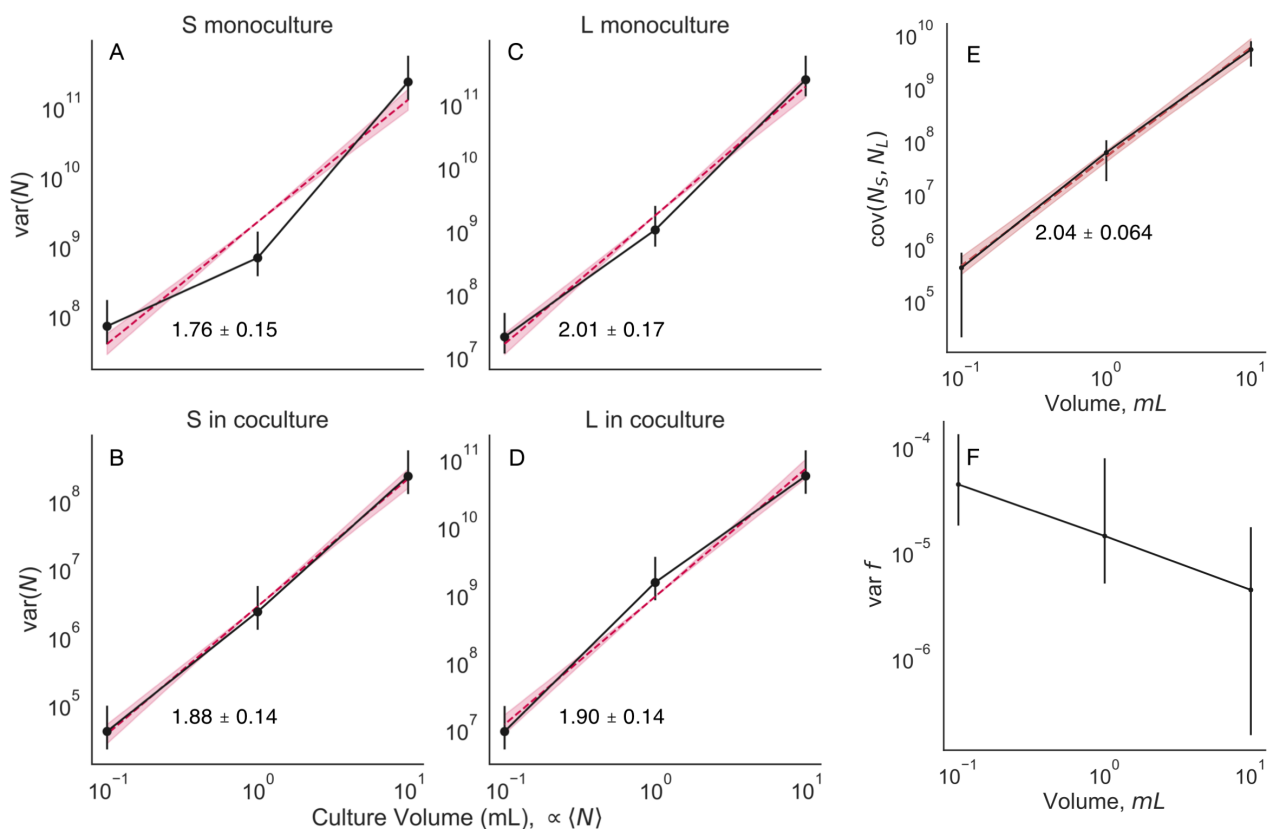 S monoculture
A
var(N)
10^11
10^10
10^9
10^8
1.76 ± 0.15
L monoculture
C
10^11
10^10
10^9
10^8
10^7
2.01 ± 0.17
E
cov(N_S, N_L)
10^10
10^9
10^8
10^7
10^6
10^5
2.04 ± 0.064
10^−1 10^0 10^1
Volume, mL
S in coculture
B
var(N)
10^8
10^7
10^6
10^5
1.88 ± 0.14
10^−1 10^0 10^1
L in coculture
D
10^11
10^10
10^9
10^8
10^7
1.90 ± 0.14
10^−1 10^0 10^1
Culture Volume (mL), ∝ ⟨N⟩
F
var f
10^−4
10^−5
10^−6
10^−1 10^0 10^1
Volume, mL